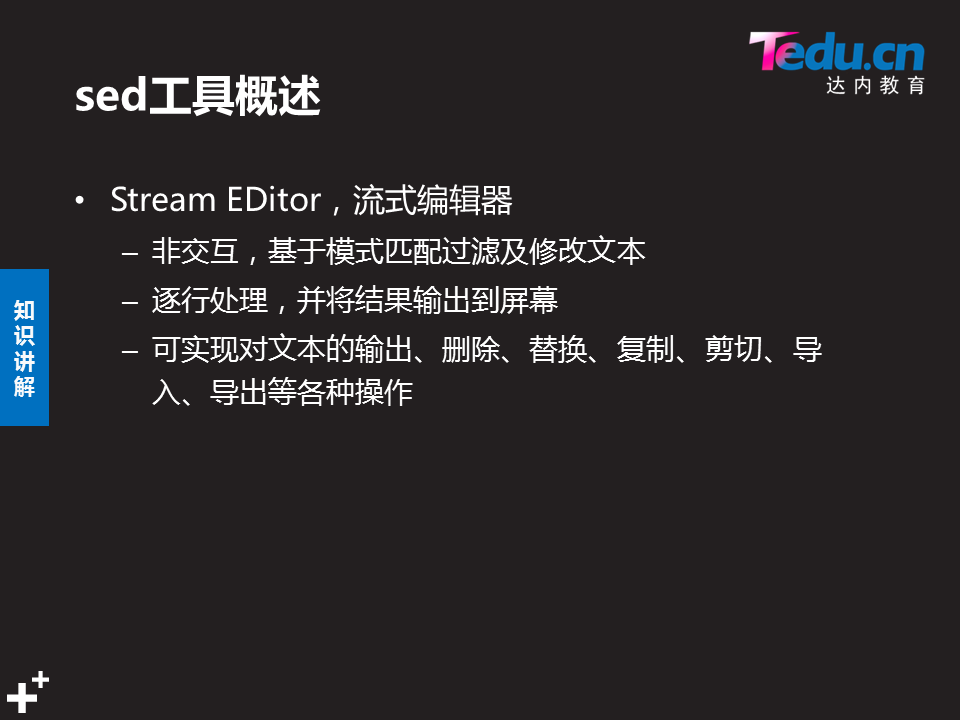 Tedu.cn
达内教育
sed工具概述
• Stream EDitor，流式编辑器
– 非交互，基于模式匹配过滤及修改文本
– 逐行处理，并将结果输出到屏幕
– 可实现对文本的输出、删除、替换、复制、剪切、导
入、导出等各种操作
知
识
讲
解